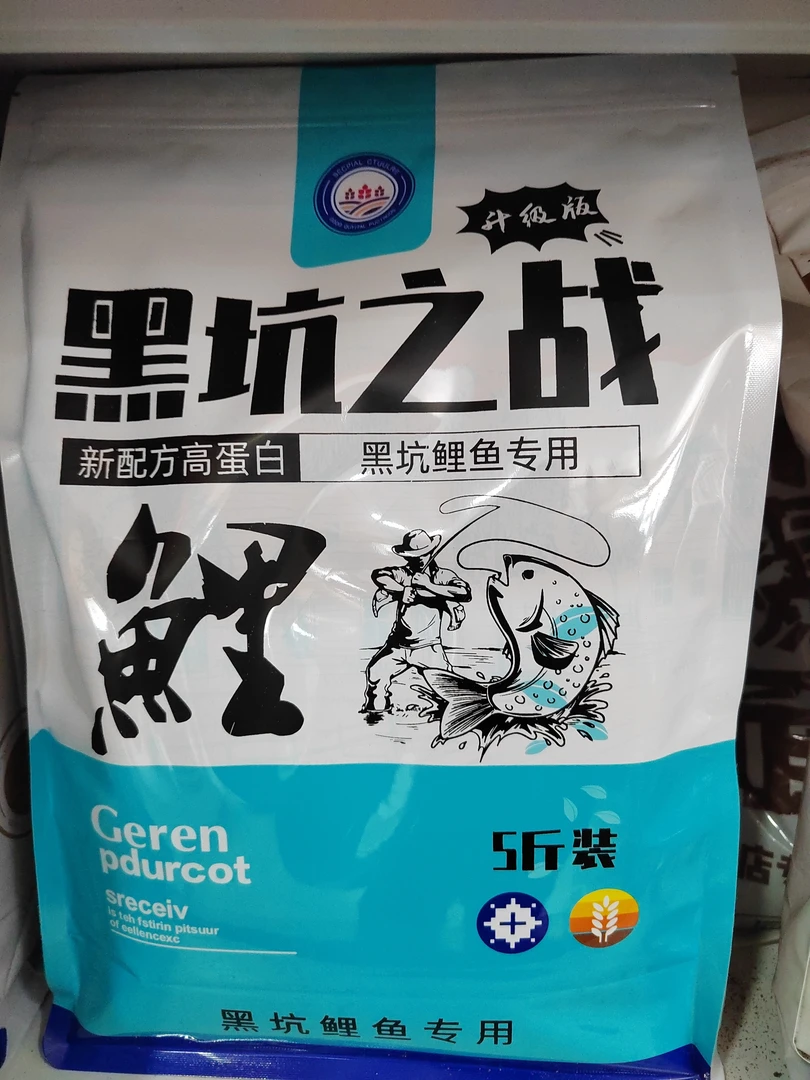 升级版
黑坑之战
新配方高蛋白 黑坑鲤鱼专用
鲤
Geren
pdurcot
sreceiv
is teh fstirin pitsuur
of eellencexc
5斤装
黑坑鲤鱼专用